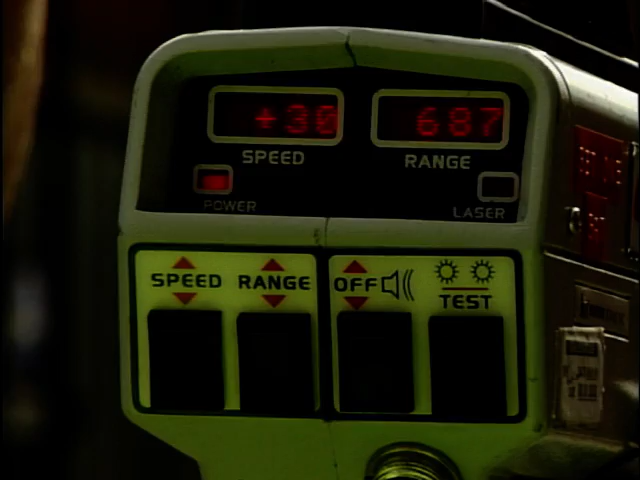 +30 687
SPEED RANGE
POWER LASER
SPEED RANGE OFF
TEST